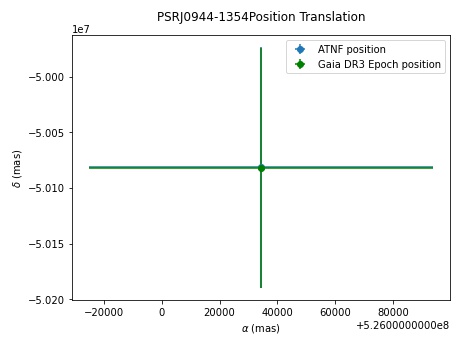 PSRJ0944-1354Position Translation
1e7
ATNF position
Gaia DR3 Epoch position
−5.000
−5.005
−5.010
−5.015
−5.020
δ (mas)
−20000 0 20000 40000 60000 80000
α (mas)
+5.2600000000e8